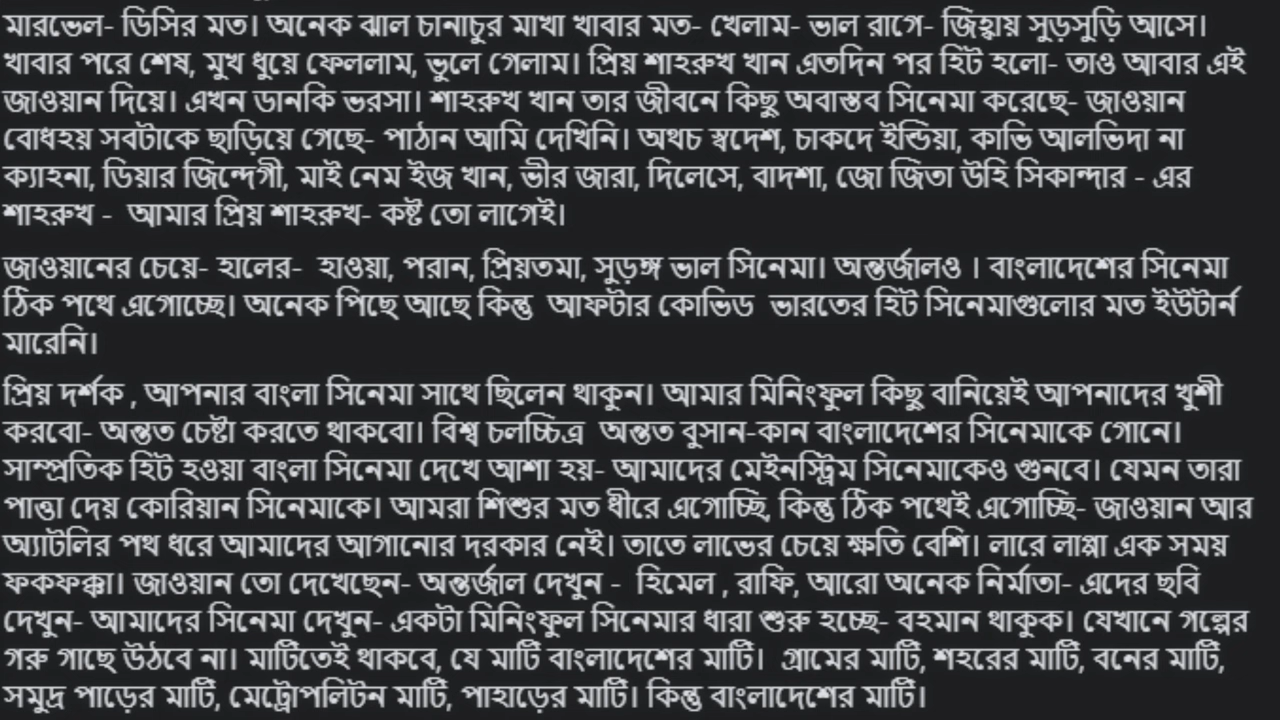 মারভেল- ডিসির মত। অনেক ঝাল চানাচুর মাখা খাবার মত- খেলাম- ভাল রাগে- জিহ্বায় সুড়সুড়ি আসে।
খাবার পরে শেষ, মুখ ধুয়ে ফেললাম, ভুলে গেলাম। প্রিয় শাহরুখ খান এতদিন পর হিট হলো- তাও আবার এই
জাওয়ান দিয়ে। এখন ডানকি ভরসা। শাহরুখ খান তার জীবনে কিছু অবাস্তব সিনেমা করেছে- জাওয়ান
বোধহয় সবটাকে ছাড়িয়ে গেছে- পাঠান আমি দেখিনি। অথচ স্বদেশ, চাকদে ইন্ডিয়া, কাভি আলভিদা না
ক্যাহনা, ডিয়ার জিন্দেগী, মাই নেম ইজ খান, ভীর জারা, দিলেসে, বাদশা, জো জিতা উহি সিকান্দার - এর
শাহরুখ - আমার প্রিয় শাহরুখ- কষ্ট তো লাগেই।
জাওয়ানের চেয়ে- হালের- হাওয়া, পরান, প্রিয়তমা, সুড়ঙ্গ ভাল সিনেমা। অন্তর্জালও । বাংলাদেশের সিনেমা
ঠিক পথে এগোচ্ছে। অনেক পিছে আছে কিন্তু আফটার কোভিড ভারতের হিট সিনেমাগুলোর মত ইউটার্ন
মারেনি।
প্রিয় দর্শক , আপনার বাংলা সিনেমা সাথে ছিলেন থাকুন। আমার মিনিংফুল কিছু বানিয়েই আপনাদের খুশী
করবো- অন্তত চেষ্টা করতে থাকবো। বিশ্ব চলচ্চিত্র অন্তত বুসান-কান বাংলাদেশের সিনেমাকে গোনে।
সাম্প্রতিক হিট হওয়া বাংলা সিনেমা দেখে আশা হয়- আমাদের মেইনস্ট্রিম সিনেমাকেও গুনবে। যেমন তারা
পাত্তা দেয় কোরিয়ান সিনেমাকে। আমরা শিশুর মত ধীরে এগোচ্ছি, কিন্ত ঠিক পথেই এগোচ্ছি- জাওয়ান আর
অ্যাটলির পথ ধরে আমাদের আগানোর দরকার নেই। তাতে লাভের চেয়ে ক্ষতি বেশি। লারে লাপ্পা এক সময়
ফকফক্কা। জাওয়ান তো দেখেছেন- অন্তর্জাল দেখুন - হিমেল , রাফি, আরো অনেক নির্মাতা- এদের ছবি
দেখুন- আমাদের সিনেমা দেখুন- একটা মিনিংফুল সিনেমার ধারা শুরু হচ্ছে- বহমান থাকুক। যেখানে গল্পের
গরু গাছে উঠবে না। মাটিতেই থাকবে, যে মাটি বাংলাদেশের মাটি। গ্রামের মাটি, শহরের মাটি, বনের মাটি,
সমুদ্র পাড়ের মাটি, মেট্রোপলিটন মাটি, পাহাড়ের মাটি। কিন্তু বাংলাদেশের মাটি।